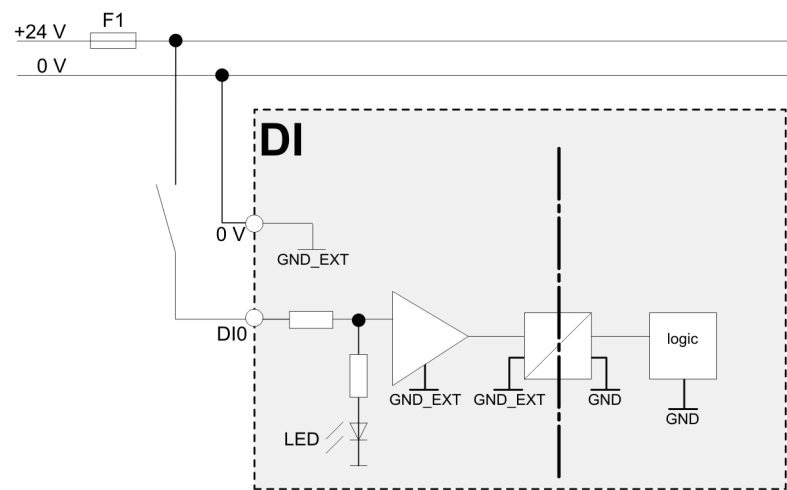 F1
+24 V
0 V
DI
0 V
GND_EXT
DI0
logic
GND_EXT
GND_EXT
GND
GND
LED